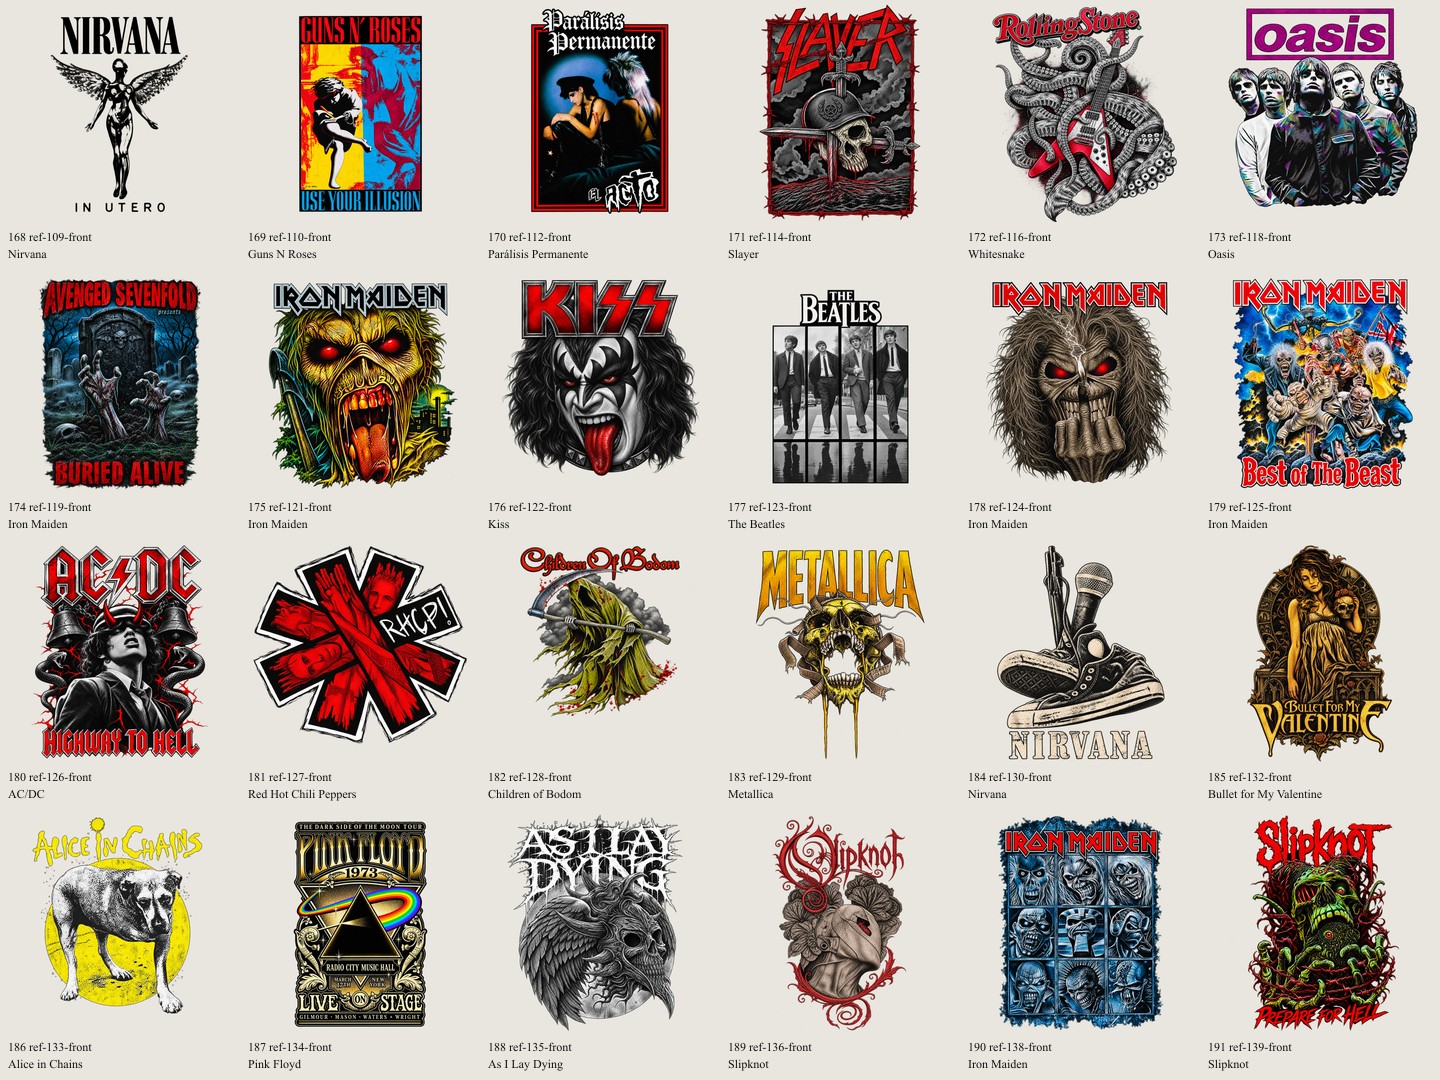 NIRVANA
IN UTERO
168 ref-109-front
Nirvana
GUNS N' ROSES
USE YOUR ILLUSION
169 ref-110-front
Guns N Roses
Parálisis
Permanente
EL ACTO
170 ref-112-front
Parálisis Permanente
SLAYER
171 ref-114-front
Slayer
Rolling Stone
172 ref-116-front
Whitesnake
oasis
173 ref-118-front
Oasis
AVENGED SEVENFOLD
presents
BURIED ALIVE
174 ref-119-front
Iron Maiden
IRON MAIDEN
175 ref-121-front
Iron Maiden
KISS
176 ref-122-front
Kiss
THE
BEATLES
177 ref-123-front
The Beatles
IRON MAIDEN
178 ref-124-front
Iron Maiden
IRON MAIDEN
Best of The Beast
179 ref-125-front
Iron Maiden
AC DC
HIGHWAY TO HELL
180 ref-126-front
AC/DC
RHCP!
181 ref-127-front
Red Hot Chili Peppers
Children Of Bodom
182 ref-128-front
Children of Bodom
METALLICA
183 ref-129-front
Metallica
NIRVANA
184 ref-130-front
Nirvana
BULLET FOR MY
VALENTINE
185 ref-132-front
Bullet for My Valentine
ALICE IN CHAINS
186 ref-133-front
Alice in Chains
THE DARK SIDE OF THE MOON TOUR
PINK FLOYD
1973
RADIO CITY MUSIC HALL
MARCH NEW
17TH YORK
LIVE ON STAGE
GILMOUR · MASON · WATERS · WRIGHT
187 ref-134-front
Pink Floyd
AS I LAY
DYING
188 ref-135-front
As I Lay Dying
Slipknot
189 ref-136-front
Slipknot
IRON MAIDEN
190 ref-138-front
Iron Maiden
Slipknot
PREPARE FOR HELL
191 ref-139-front
Slipknot